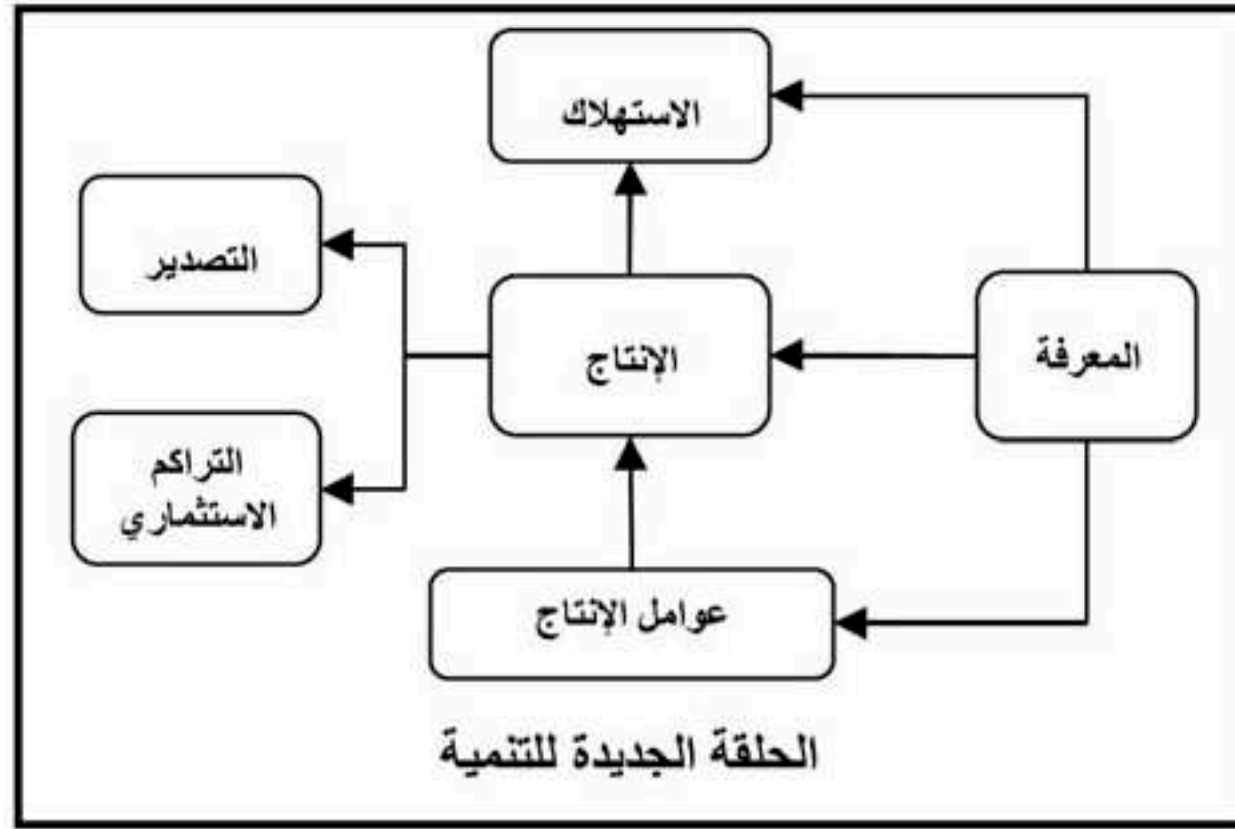 الاستهلاك
التصدير
الإنتاج
المعرفة
التراكم
الاستثماري
عوامل الإنتاج
الحلقة الجديدة للتنمية